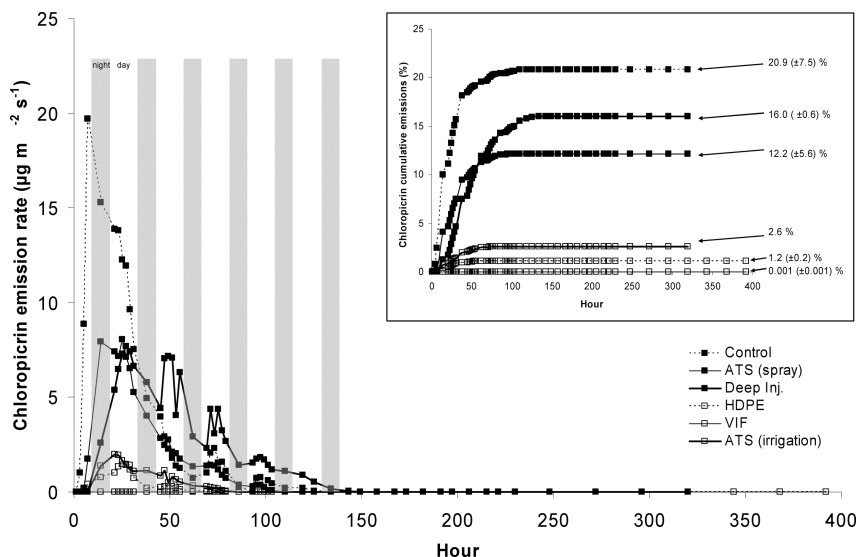 25
20
15
10
5
0
Chloropicrin emission rate (µg m ⁻² s⁻¹)
night day
0 50 100 150 200 250 300 350 400
Hour
25
20
15
10
5
0
Chloropicrin cumulative emissions (%)
0 50 100 150 200 250 300 350 400
Hour
20.9 (±7.5) %
16.0 ( ±0.6) %
12.2 (±5.6) %
2.6 %
1.2 (±0.2) %
0.001 (±0.001) %
Control
ATS (spray)
Deep Inj.
HDPE
VIF
ATS (irrigation)